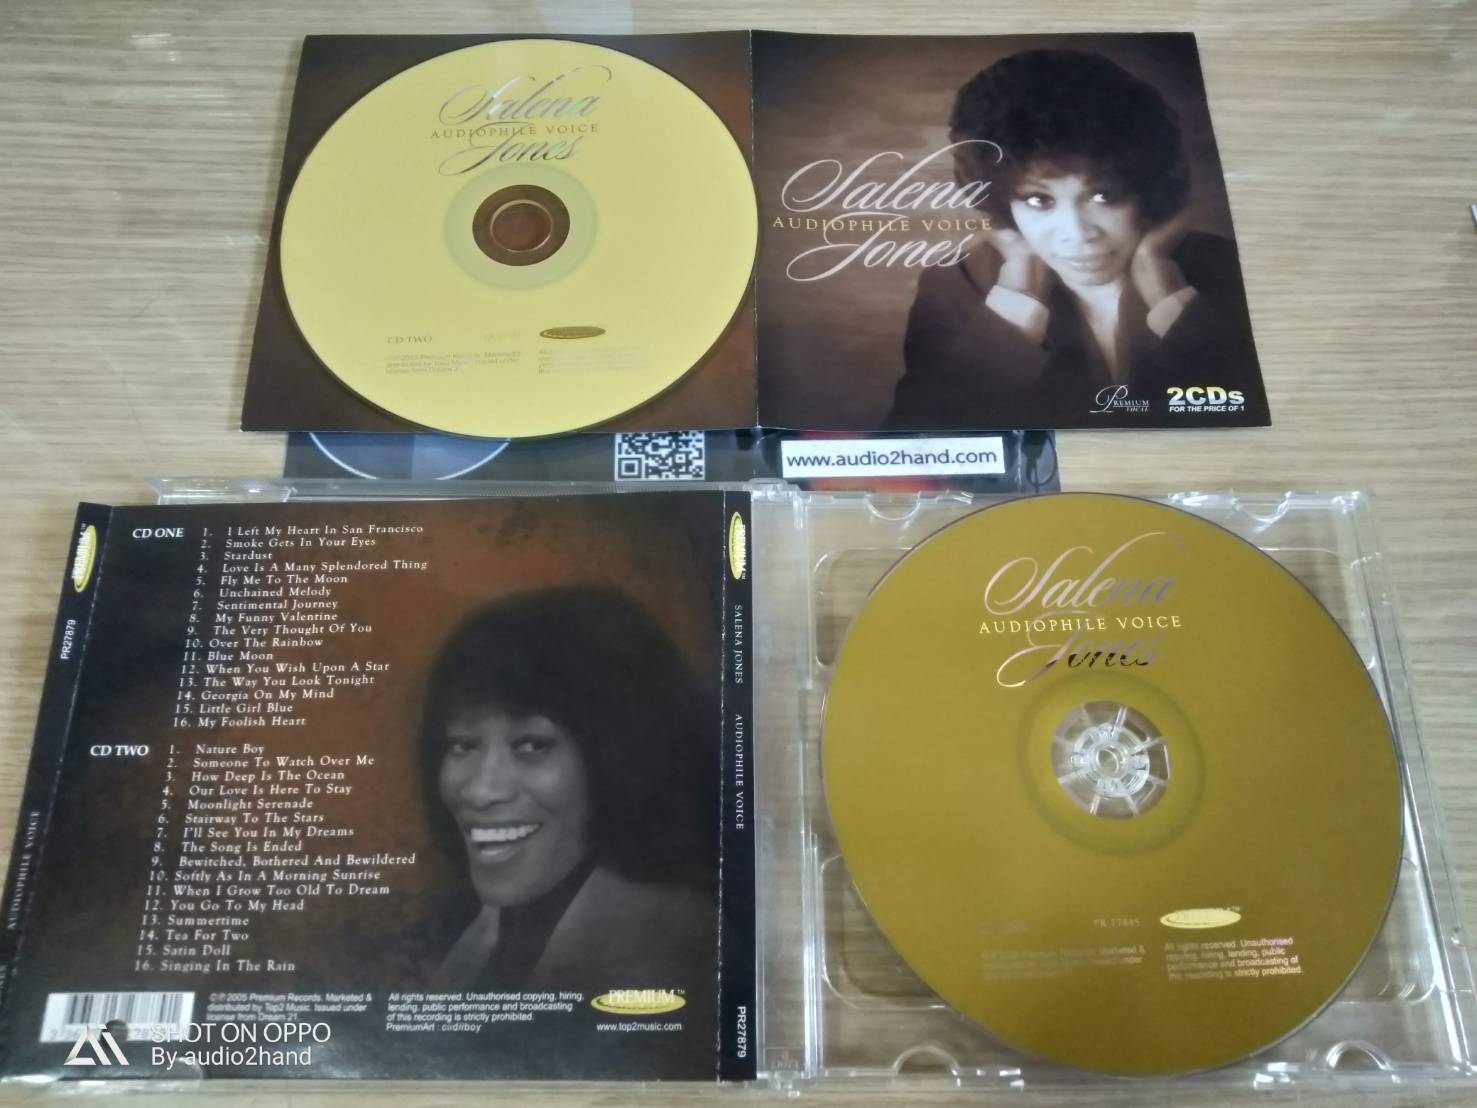 Salena
AUDIOPHILE VOICE
Jones
CD TWO
PREMIUM
Salena
AUDIOPHILE VOICE
Jones
PREMIUM
VOCAL
2CDs
FOR THE PRICE OF 1
www.audio2hand.com
PREMIUM™
PR27879
AUDIOPHILE VOICE
CD ONE
1. I Left My Heart In San Francisco
2. Smoke Gets In Your Eyes
3. Stardust
4. Love Is A Many Splendored Thing
5. Fly Me To The Moon
6. Unchained Melody
7. Sentimental Journey
8. My Funny Valentine
9. The Very Thought Of You
10. Over The Rainbow
11. Blue Moon
12. When You Wish Upon A Star
13. The Way You Look Tonight
14. Georgia On My Mind
15. Little Girl Blue
16. My Foolish Heart
CD TWO
1. Nature Boy
2. Someone To Watch Over Me
3. How Deep Is The Ocean
4. Our Love Is Here To Stay
5. Moonlight Serenade
6. Stairway To The Stars
7. I'll See You In My Dreams
8. The Song Is Ended
9. Bewitched, Bothered And Bewildered
10. Softly As In A Morning Sunrise
11. When I Grow Too Old To Dream
12. You Go To My Head
13. Summertime
14. Tea For Two
15. Satin Doll
16. Singing In The Rain
©℗ 2005 Premium Records. Marketed &
distributed by Top2 Music. Issued under
license from Dream 21.
All rights reserved. Unauthorised copying, hiring,
lending, public performance and broadcasting
of this recording is strictly prohibited.
PremiumArt : ciidiiboy
PREMIUM™
www.top2music.com
PREMIUM™
SALENA JONES
AUDIOPHILE VOICE
PR27879
Salena
AUDIOPHILE VOICE
Jones
PREMIUM™
All rights reserved. Unauthorised
copying, hiring, lending, public
performance and broadcasting of
this recording is strictly prohibited.
SHOT ON OPPO
By audio2hand